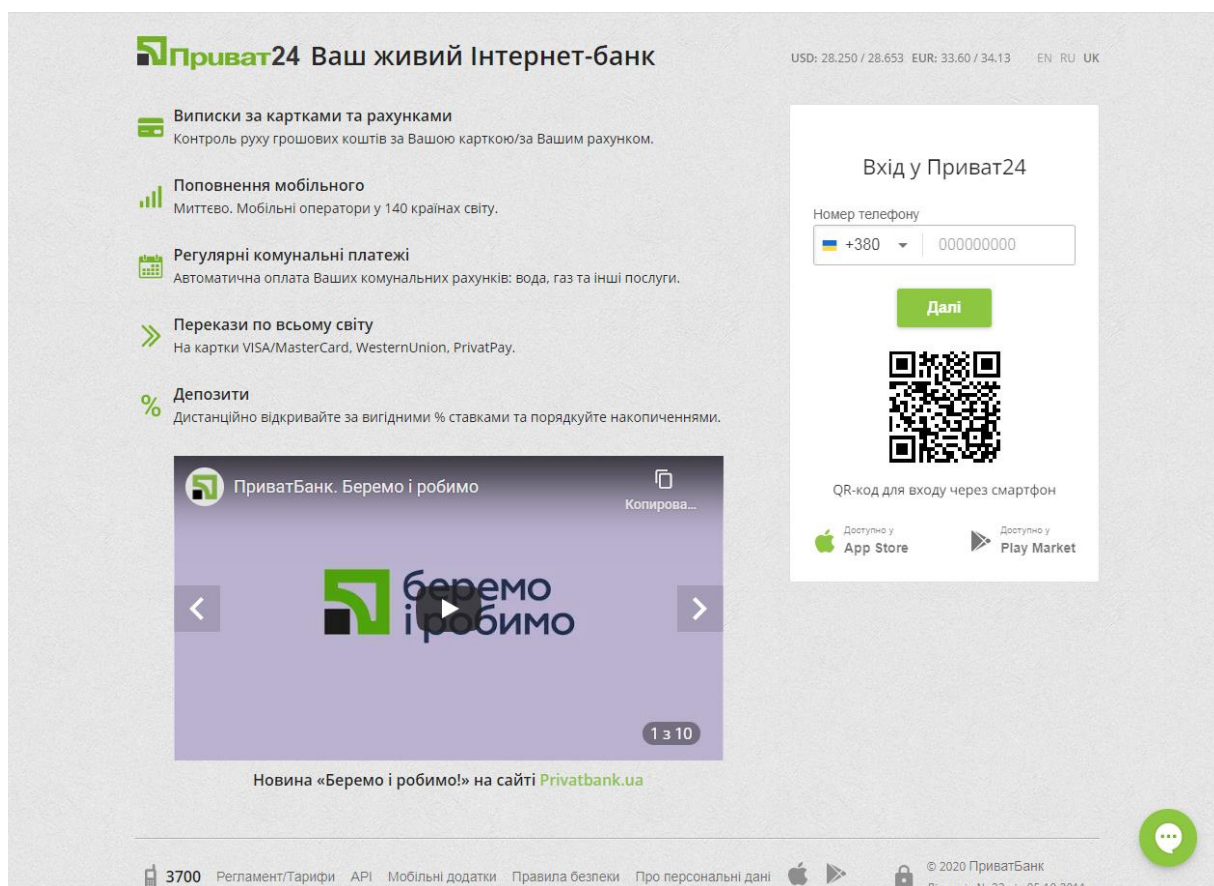 Приват24 Ваш живий Інтернет-банк
USD: 28.250 / 28.653 EUR: 33.60 / 34.13 EN RU UK
Виписки за картками та рахунками
Контроль руху грошових коштів за Вашою карткою/за Вашим рахунком.
Поповнення мобільного
Миттєво. Мобільні оператори у 140 країнах світу.
Регулярні комунальні платежі
Автоматична оплата Ваших комунальних рахунків: вода, газ та інші послуги.
Перекази по всьому світу
На картки VISA/MasterCard, WesternUnion, PrivatPay.
Депозити
Дистанційно відкривайте за вигідними % ставками та порядкуйте накопиченнями.
ПриватБанк. Беремо і робимо
Копирова...
беремо
і робимо
1 з 10
Новина «Беремо і робимо!» на сайті Privatbank.ua
Вхід у Приват24
Номер телефону
+380 000000000
Далі
QR-код для входу через смартфон
Доступно у
App Store
Доступно у
Play Market
3700 Регламент/Тарифи API Мобільні додатки Правила безпеки Про персональні дані
© 2020 ПриватБанк